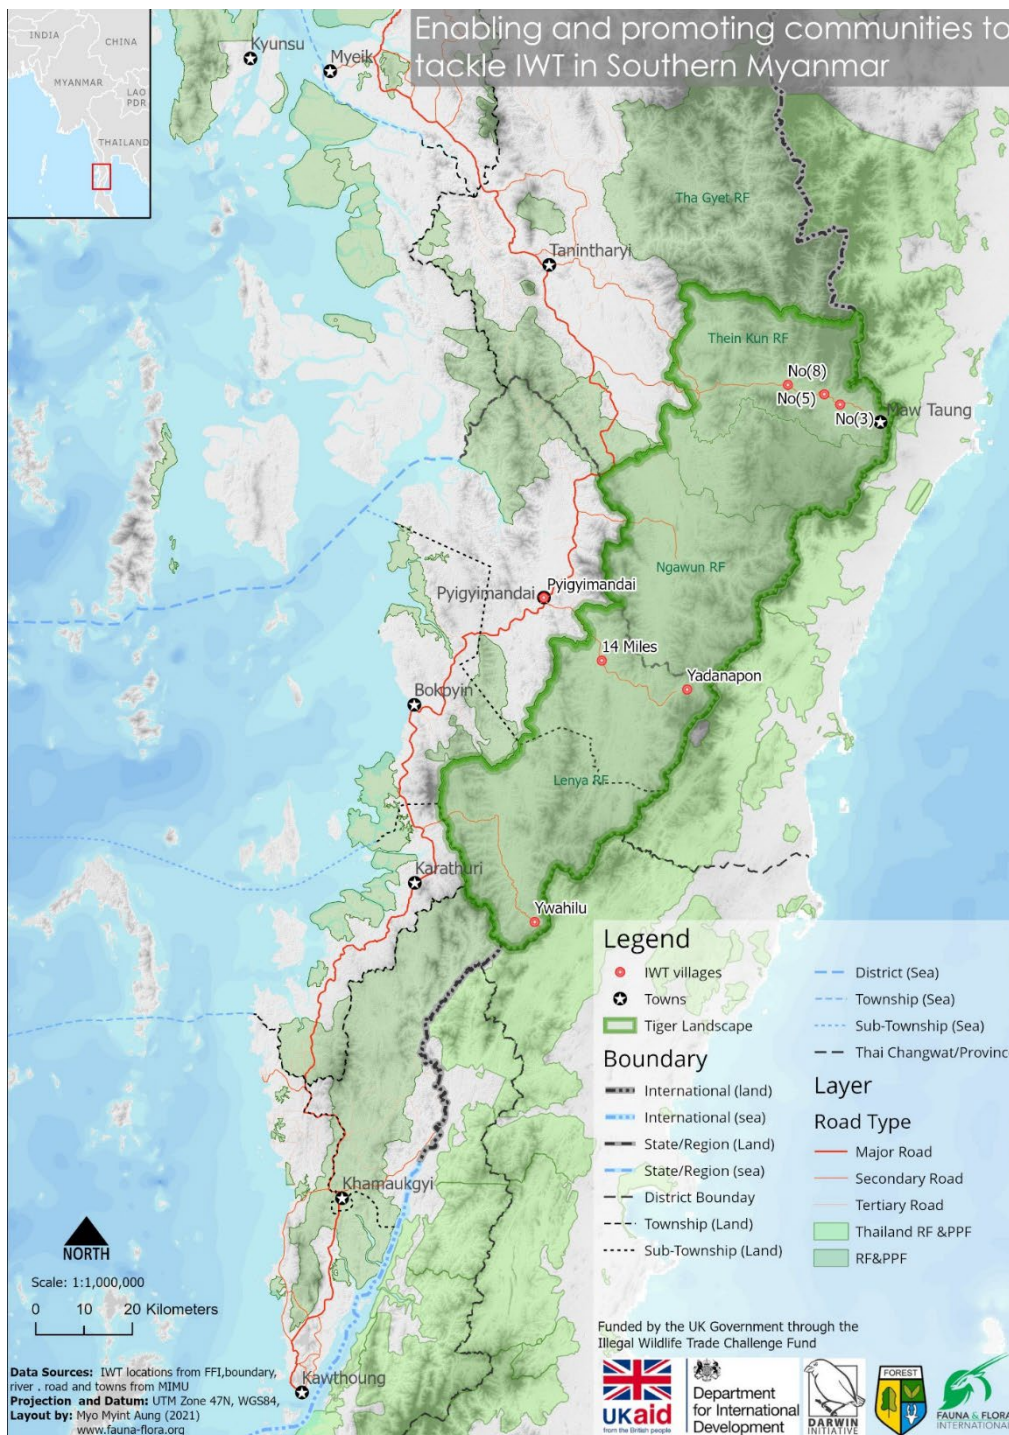 Enabling and promoting communities to
tackle IWT in Southern Myanmar
INDIA
CHINA
MYANMAR
LAO
PDR
THAILAND
Kyunsu
Myeik
Tha Gyet RF
Tanintharyi
Thein Kun RF
No(8)
No(5)
No(3)
Maw Taung
Ngawun RF
Pyigyimandai
Pyigyimandai
14 Miles
Yadanapon
Bokpyin
Lenya RF
Karathuri
Ywahilu
Khamaukgyi
Kawthoung
Legend
IWT villages
Towns
Tiger Landscape
Boundary
International (land)
International (sea)
State/Region (Land)
State/Region (sea)
District Bounday
Township (Land)
Sub-Township (Land)
District (Sea)
Township (Sea)
Sub-Township (Sea)
Thai Changwat/Province
Layer
Road Type
Major Road
Secondary Road
Tertiary Road
Thailand RF &PPF
RF&PPF
NORTH
Scale: 1:1,000,000
0 10 20 Kilometers
Data Sources: IWT locations from FFI,boundary,
river . road and towns from MIMU
Projection and Datum: UTM Zone 47N, WGS84,
Layout by: Myo Myint Aung (2021)
www.fauna-flora.org
Funded by the UK Government through the
Illegal Wildlife Trade Challenge Fund
UKaid
from the British people
Department
for International
Development
DARWIN
INITIATIVE
FOREST
FAUNA & FLORA
INTERNATIONAL